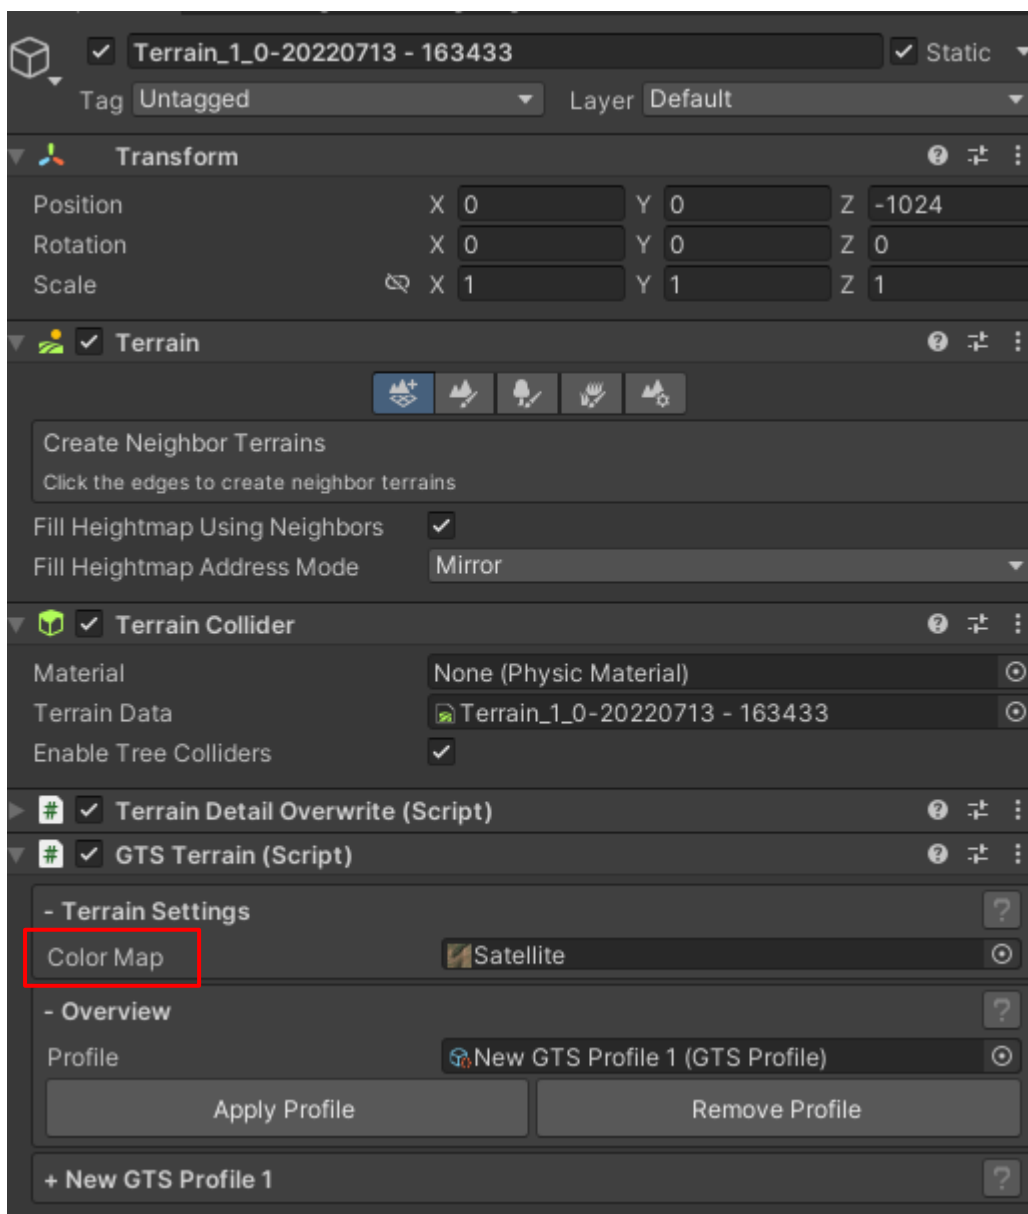 Terrain_1_0-20220713 - 163433 Static
Tag Untagged Layer Default
Transform
Position X 0 Y 0 Z -1024
Rotation X 0 Y 0 Z 0
Scale X 1 Y 1 Z 1
Terrain
Create Neighbor Terrains
Click the edges to create neighbor terrains
Fill Heightmap Using Neighbors
Fill Heightmap Address Mode Mirror
Terrain Collider
Material None (Physic Material)
Terrain Data Terrain_1_0-20220713 - 163433
Enable Tree Colliders
# Terrain Detail Overwrite (Script)
# GTS Terrain (Script)
- Terrain Settings ?
Color Map Satellite
- Overview ?
Profile New GTS Profile 1 (GTS Profile)
Apply Profile Remove Profile
+ New GTS Profile 1 ?